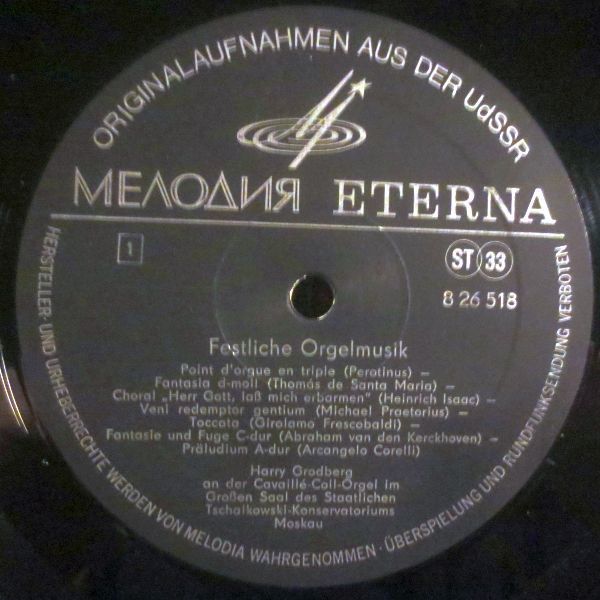 ORIGINALAUFNAHMEN AUS DER UdSSR
МЕЛОДИЯ ETERNA
1
ST 33
8 26 518
Festliche Orgelmusik
Point d'orgue en triple (Perotinus) –
Fantasia d-moll (Thomás de Santa Maria) –
Choral „Herr Gott, laß mich erbarmen" (Heinrich Isaac) –
Veni redemptor gentium (Michael Praetorius) –
Toccata (Girolamo Frescobaldi) –
Fantasie und Fuge C-dur (Abraham van den Kerckhoven) –
Präludium A-dur (Arcangelo Corelli)
Harry Grodberg
an der Cavaillé-Coll-Orgel im
Großen Saal des Staatlichen
Tschaikowski-Konservatoriums
Moskau
HERSTELLER- UND URHEBERRECHTE WERDEN VON MELODIA WAHRGENOMMEN · ÜBERSPIELUNG UND RUNDFUNKSENDUNG VERBOTEN